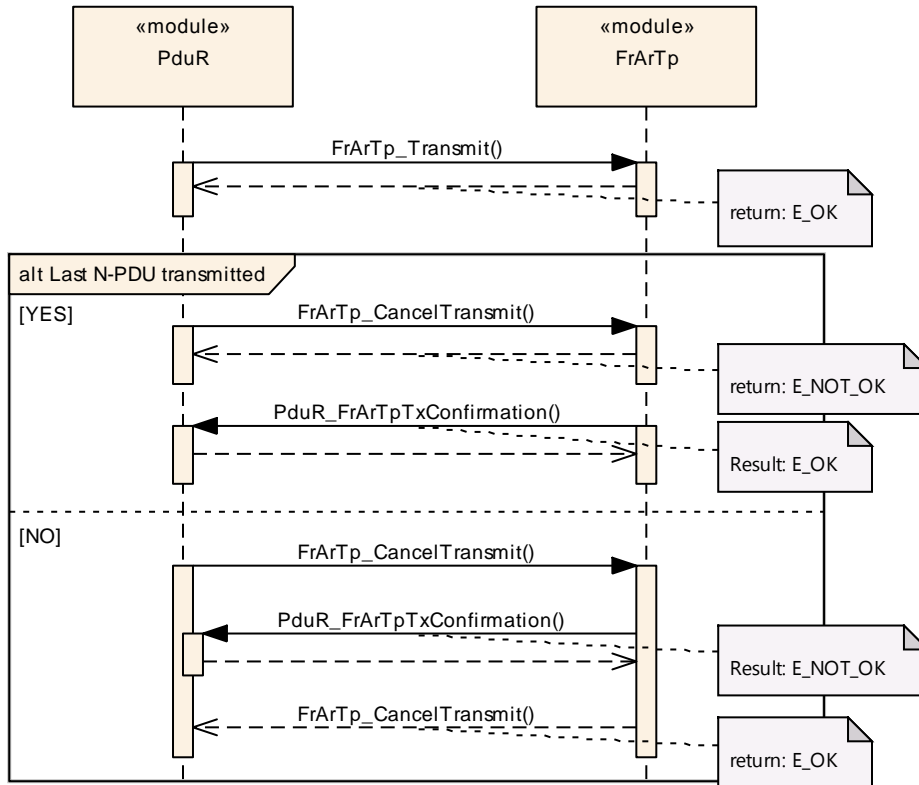 «module»
PduR
«module»
FrArTp
FrArTp_Transmit()
return: E_OK
alt Last N-PDU transmitted
[YES]
FrArTp_CancelTransmit()
return: E_NOT_OK
PduR_FrArTpTxConfirmation()
Result: E_OK
[NO]
FrArTp_CancelTransmit()
PduR_FrArTpTxConfirmation()
Result: E_NOT_OK
FrArTp_CancelTransmit()
return: E_OK